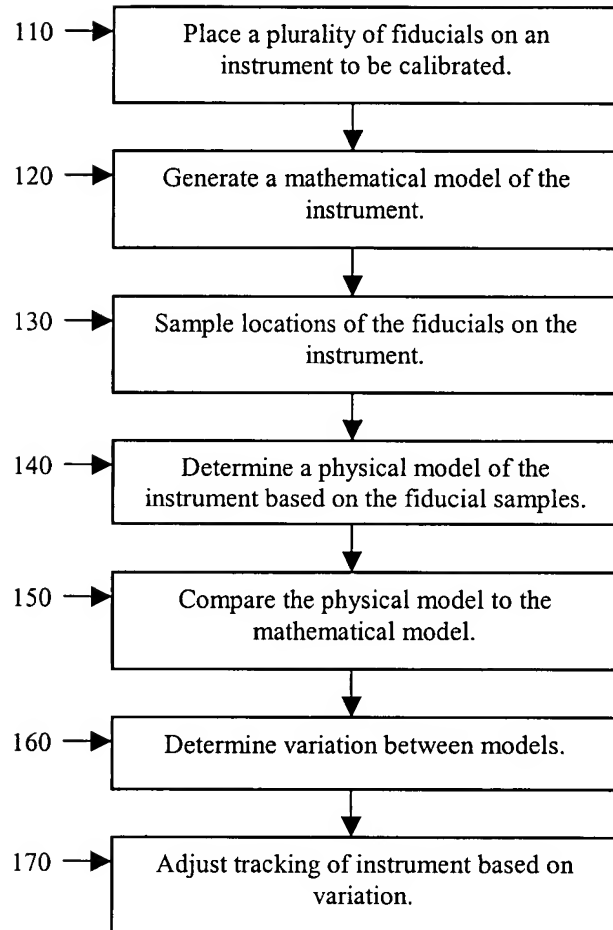 110
Place a plurality of fiducials on an
instrument to be calibrated.
120
Generate a mathematical model of the
instrument.
130
Sample locations of the fiducials on the
instrument.
140
Determine a physical model of the
instrument based on the fiducial samples.
150
Compare the physical model to the
mathematical model.
160
Determine variation between models.
170
Adjust tracking of instrument based on
variation.